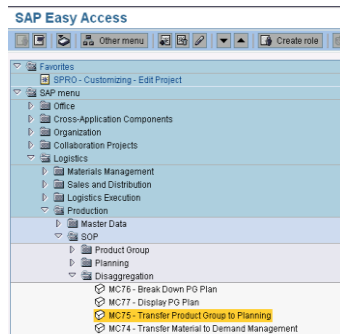 SAP Easy Access
Other menu
Create role
Favorites
SPRO - Customizing - Edit Project
SAP menu
Office
Cross-Application Components
Organization
Collaboration Projects
Logistics
Materials Management
Sales and Distribution
Logistics Execution
Production
Master Data
SOP
Product Group
Planning
Disaggregation
MC76 - Break Down PG Plan
MC77 - Display PG Plan
MC75 - Transfer Product Group to Planning
MC74 - Transfer Material to Demand Management